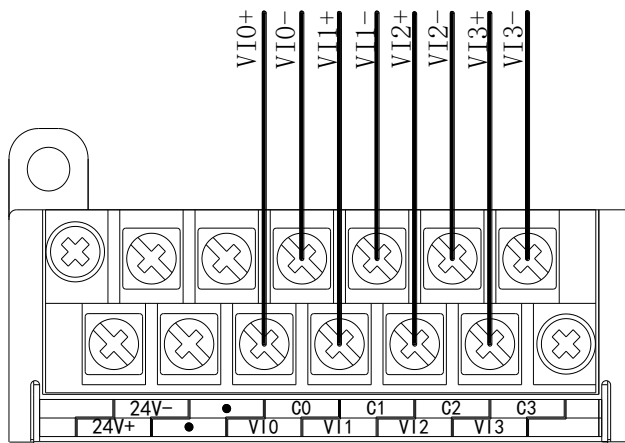 VI0+ VI0- VI1+ VI1- VI2+ VI2- VI3+ VI3-
24V- • C0 C1 C2 C3
24V+ • VI0 VI1 VI2 VI3